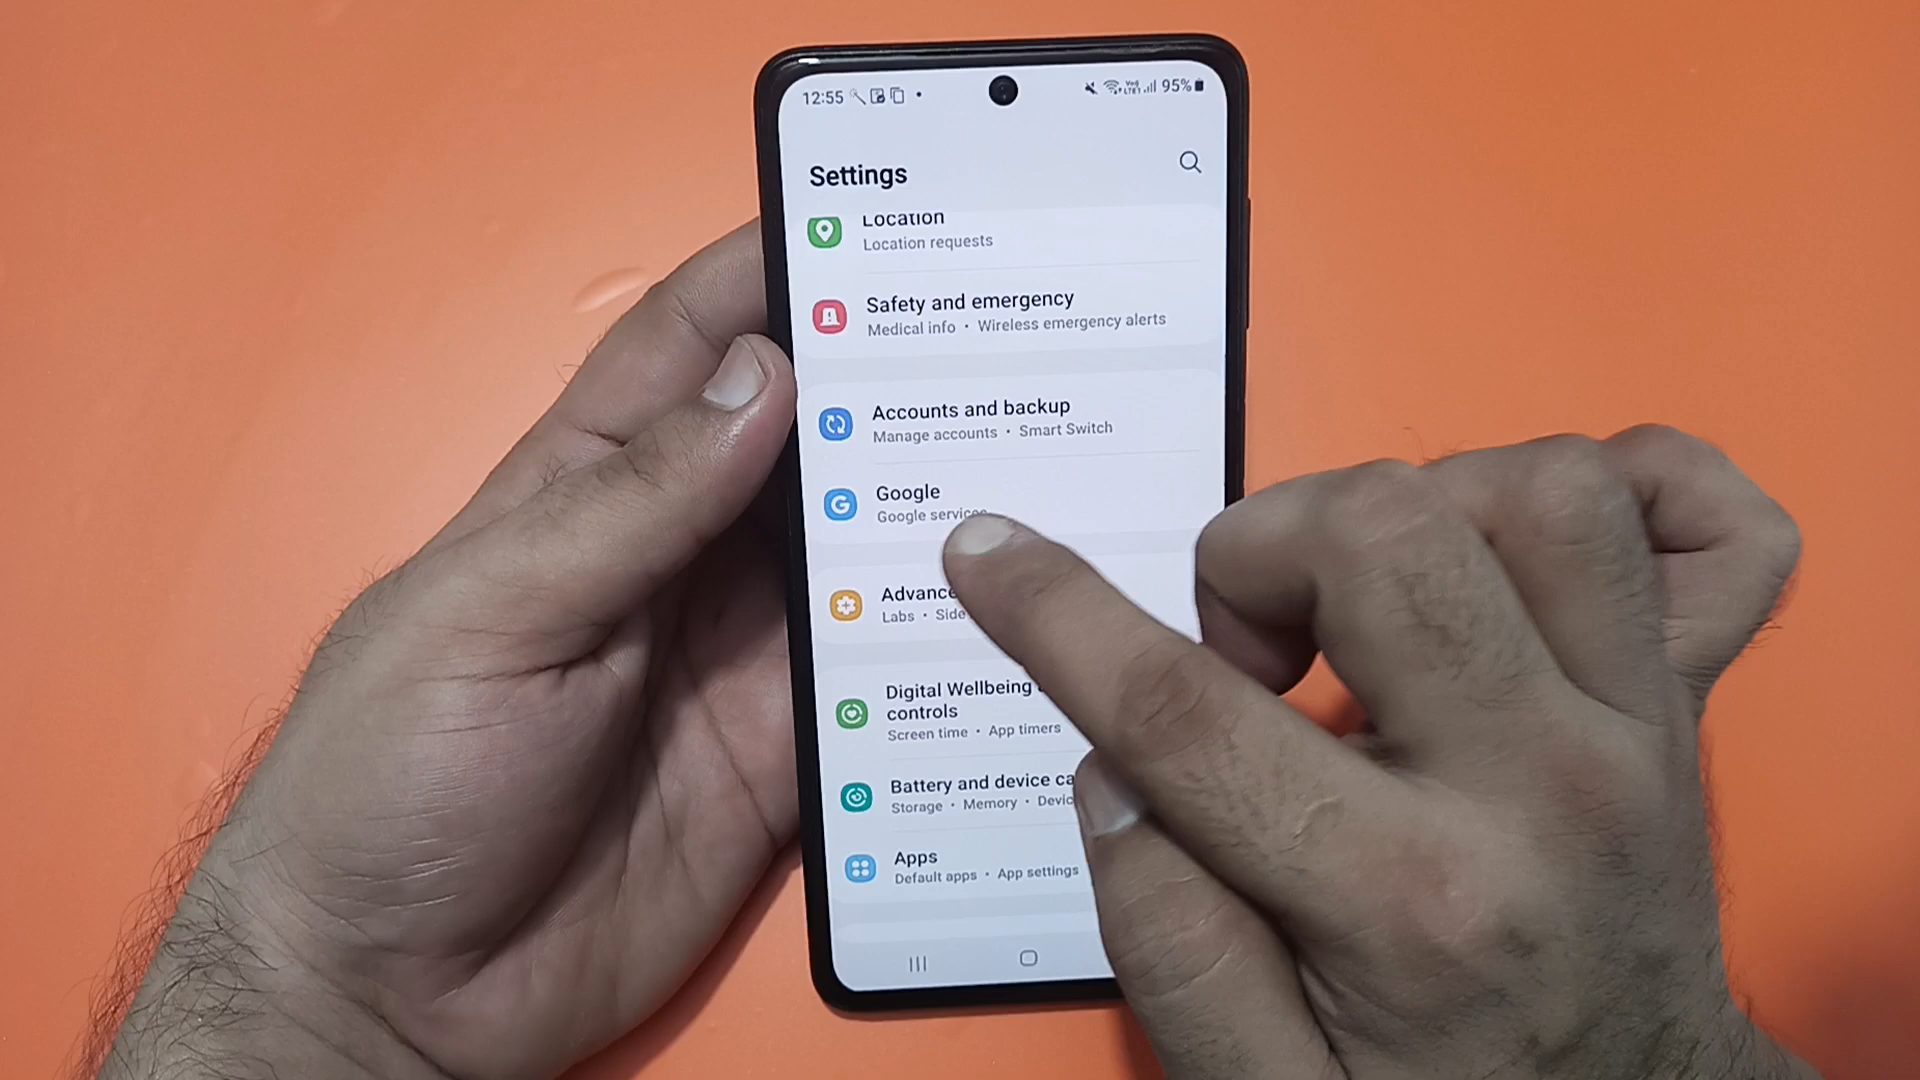 12:55
95%
Settings
Location
Location requests
Safety and emergency
Medical info • Wireless emergency alerts
Accounts and backup
Manage accounts • Smart Switch
Google
Google services
Advance
Labs • Side
Digital Wellbeing
controls
Screen time • App timers
Battery and device ca
Storage • Memory • Devic
Apps
Default apps • App settings